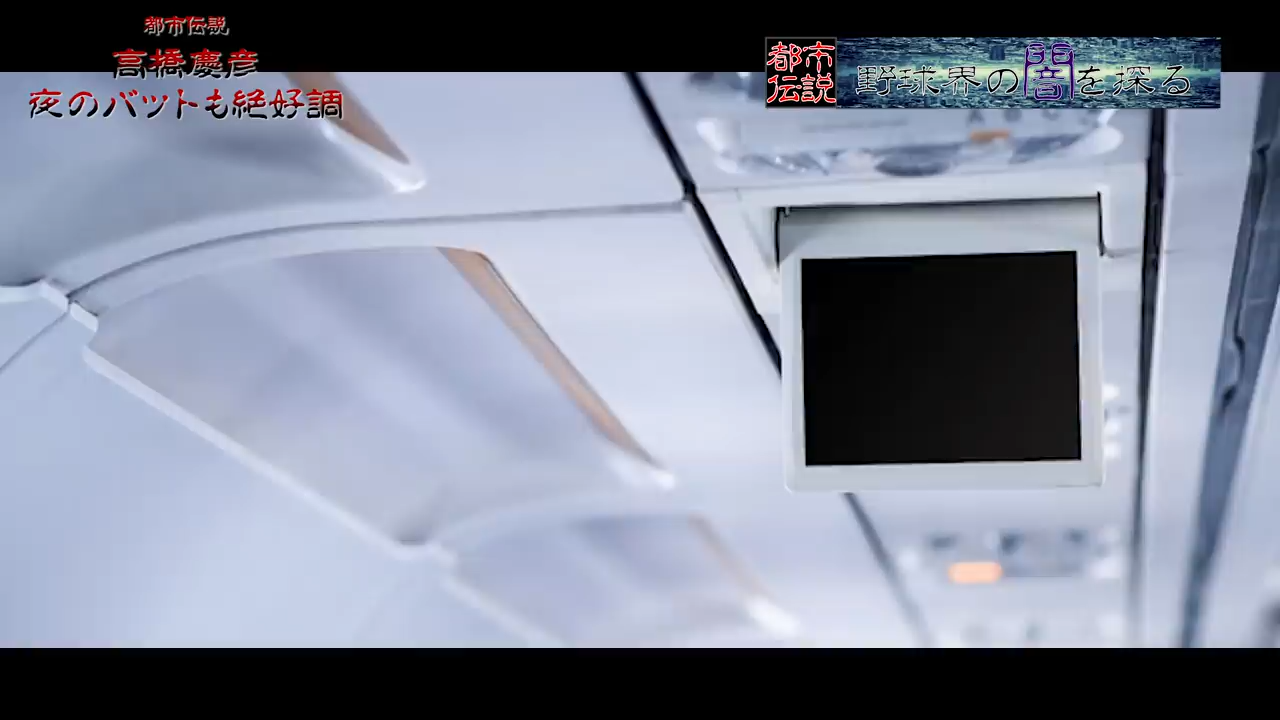 都市伝説
高橋慶彦
夜のバットも絶好調
都市
伝説
野球界の闇を探る